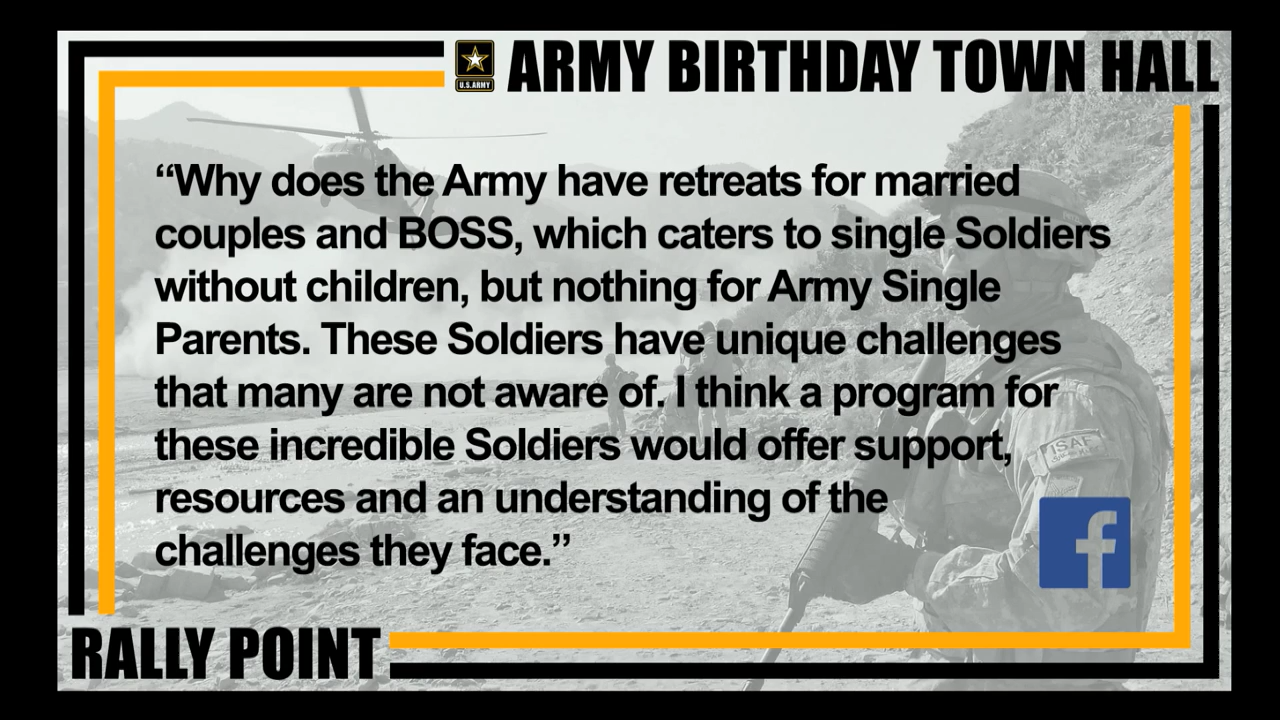 U.S.ARMY
ARMY BIRTHDAY TOWN HALL
“Why does the Army have retreats for married
couples and BOSS, which caters to single Soldiers
without children, but nothing for Army Single
Parents. These Soldiers have unique challenges
that many are not aware of. I think a program for
these incredible Soldiers would offer support,
resources and an understanding of the
challenges they face.”
ISAF
f
RALLY POINT